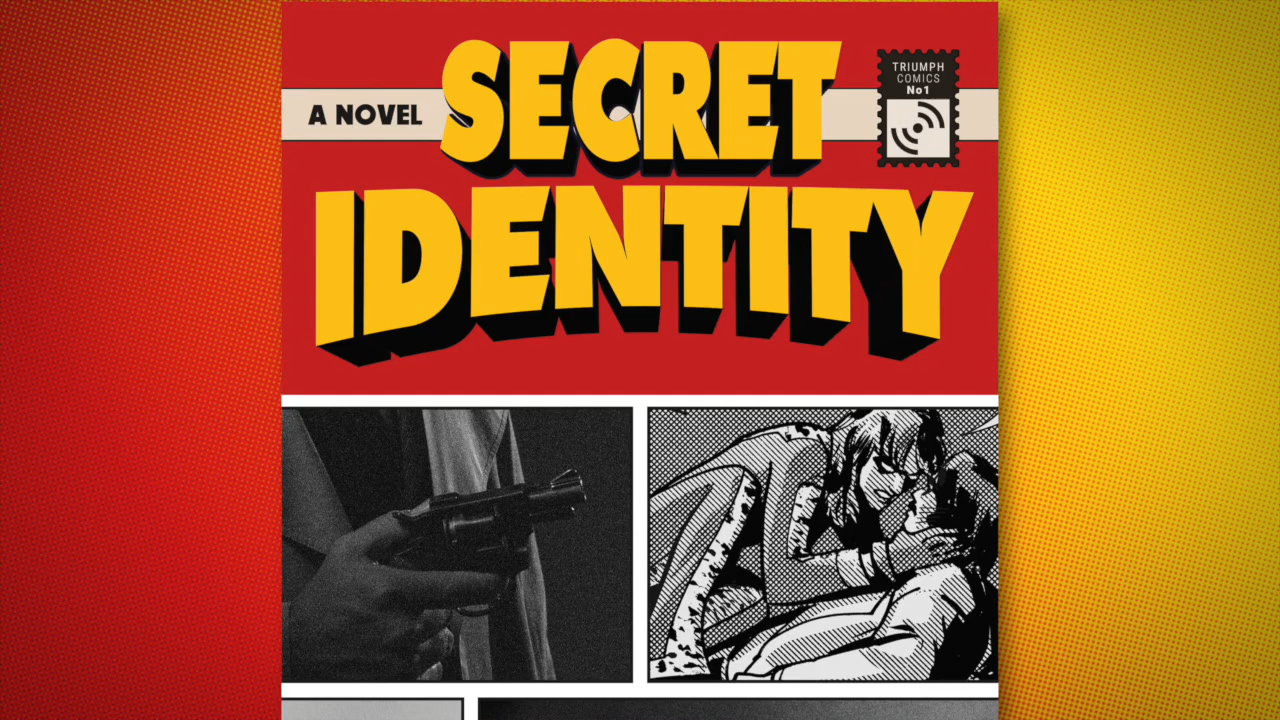 A NOVEL
SECRET
IDENTITY
TRIUMPH
COMICS
No1